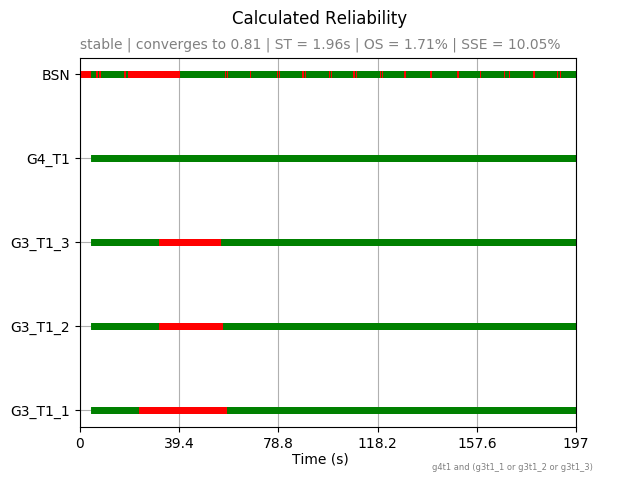 Calculated Reliability
stable | converges to 0.81 | ST = 1.96s | OS = 1.71% | SSE = 10.05%
BSN
G4_T1
G3_T1_3
G3_T1_2
G3_T1_1
0 39.4 78.8 118.2 157.6 197
Time (s)
g4t1 and (g3t1_1 or g3t1_2 or g3t1_3)